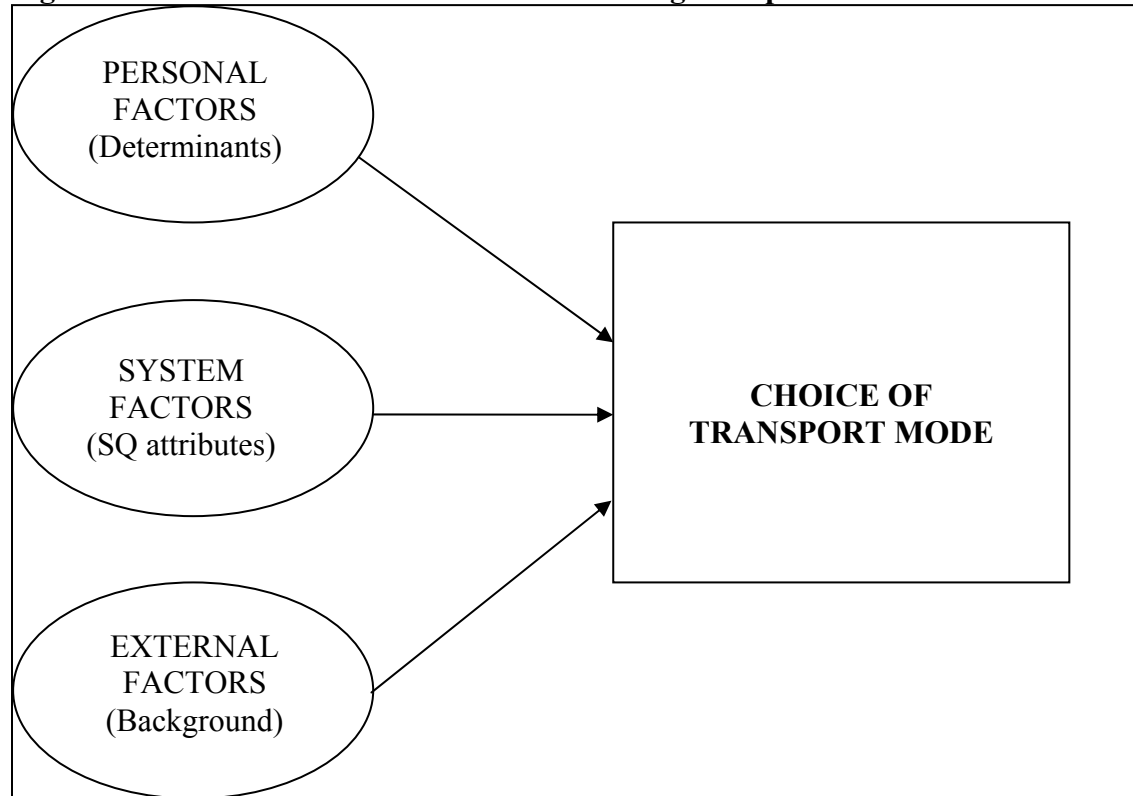 PERSONAL
FACTORS
(Determinants)
SYSTEM
FACTORS
(SQ attributes)
EXTERNAL
FACTORS
(Background)
CHOICE OF
TRANSPORT MODE